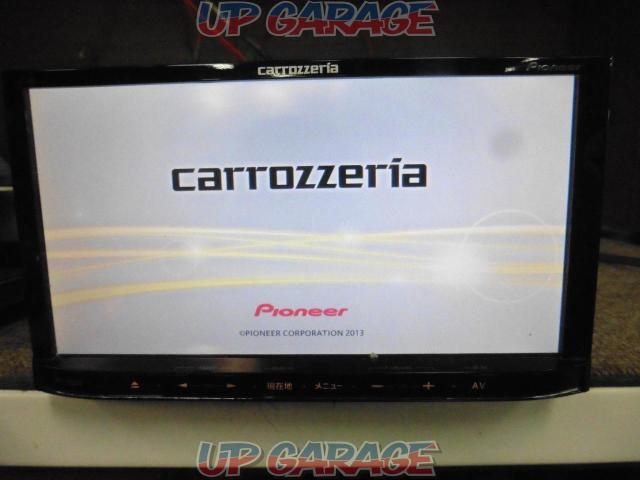 UP GARAGE
carrozzeria
Pioneer
carrozzeria
Pioneer
©PIONEER CORPORATION 2013
現在地 メニュー − + AV
UP GARAGE